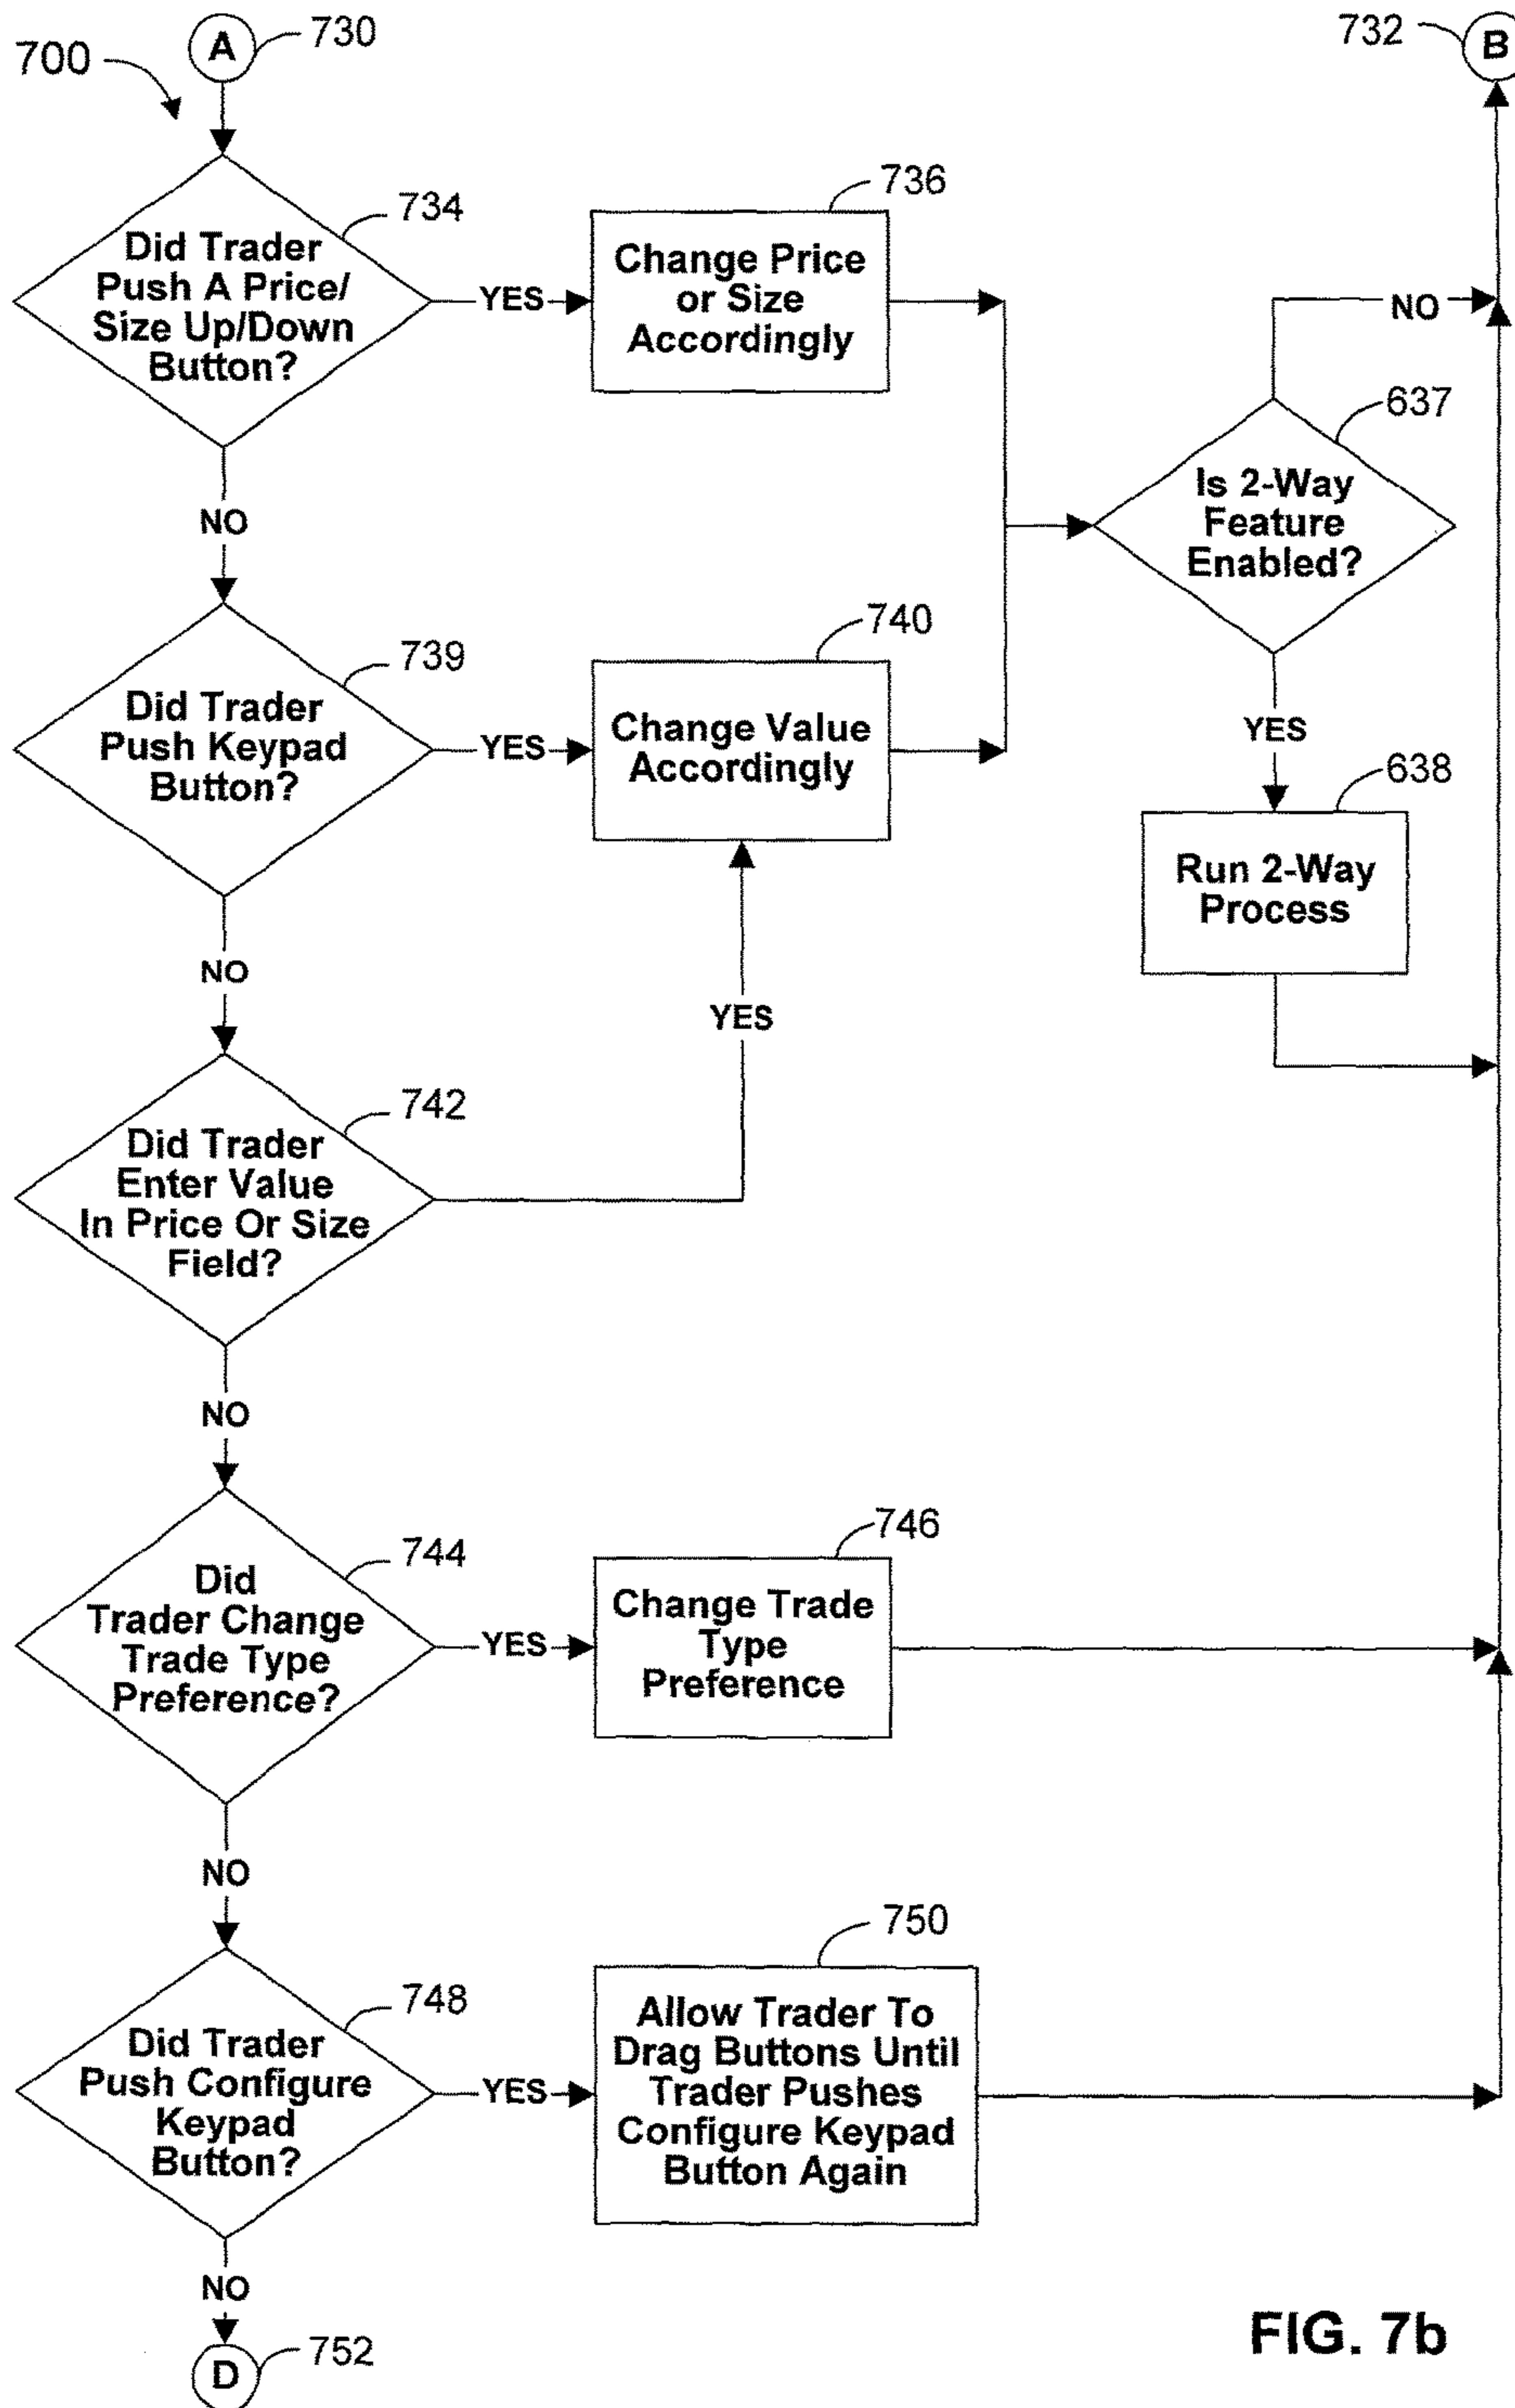 A
730
732
B
700
734
Did Trader
Push A Price/
Size Up/Down
Button?
YES
736
Change Price
or Size
Accordingly
NO
637
Is 2-Way
Feature
Enabled?
NO
739
Did Trader
Push Keypad
Button?
YES
740
Change Value
Accordingly
YES
638
Run 2-Way
Process
NO
YES
742
Did Trader
Enter Value
In Price Or Size
Field?
NO
744
Did
Trader Change
Trade Type
Preference?
YES
746
Change Trade
Type
Preference
NO
748
Did Trader
Push Configure
Keypad
Button?
YES
750
Allow Trader To
Drag Buttons Until
Trader Pushes
Configure Keypad
Button Again
NO
D
752
FIG. 7b